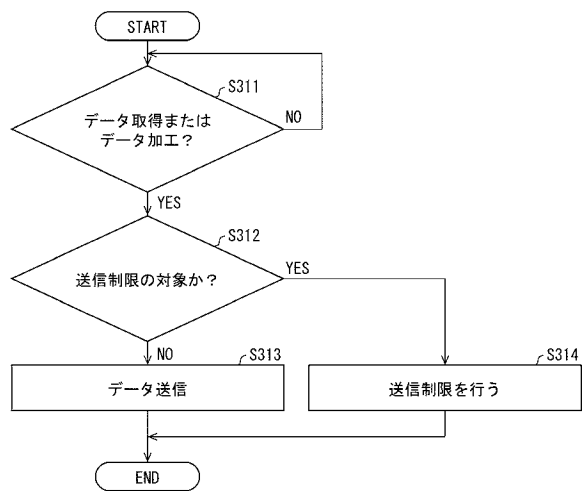 START
S311
データ取得または
データ加工?
NO
YES
S312
送信制限の対象か?
YES
NO
S313
データ送信
S314
送信制限を行う
END